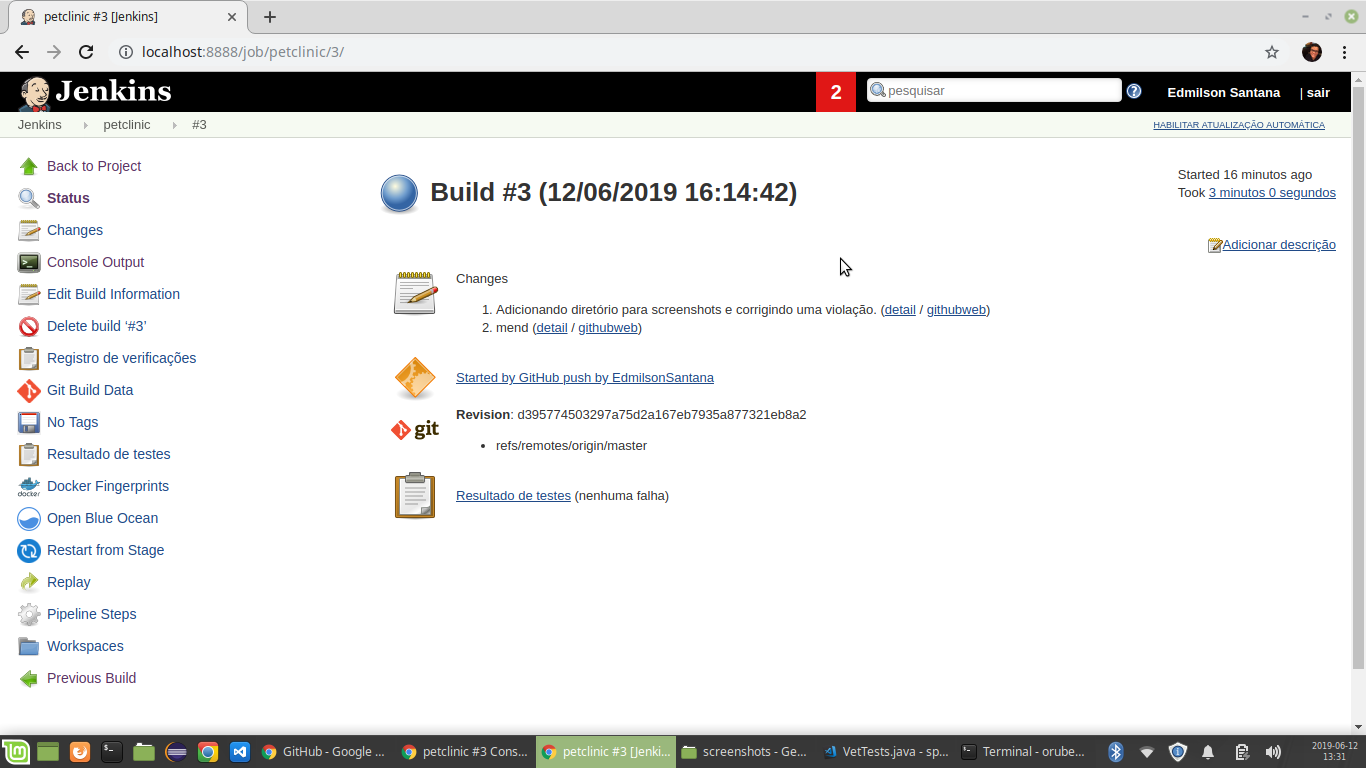 petclinic #3 [Jenkins]
localhost:8888/job/petclinic/3/
Jenkins
2
pesquisar
Edmilson Santana
| sair
Jenkins
petclinic
#3
HABILITAR ATUALIZAÇÃO AUTOMÁTICA
Back to Project
Status
Changes
Console Output
Edit Build Information
Delete build ‘#3’
Registro de verificações
Git Build Data
No Tags
Resultado de testes
Docker Fingerprints
docker
Open Blue Ocean
Restart from Stage
Replay
Pipeline Steps
Workspaces
Previous Build
Build #3 (12/06/2019 16:14:42)
Started 16 minutos ago
Took 3 minutos 0 segundos
Adicionar descrição
Changes
1. Adicionando diretório para screenshots e corrigindo uma violação. (detail / githubweb)
2. mend (detail / githubweb)
Started by GitHub push by EdmilsonSantana
git
Revision: d395774503297a75d2a167eb7935a877321eb8a2
• refs/remotes/origin/master
Resultado de testes (nenhuma falha)
GitHub - Google ...
petclinic #3 Cons...
petclinic #3 [Jenki...
screenshots - Ge...
VetTests.java - sp...
Terminal - orube...
2019-06-12
13:31